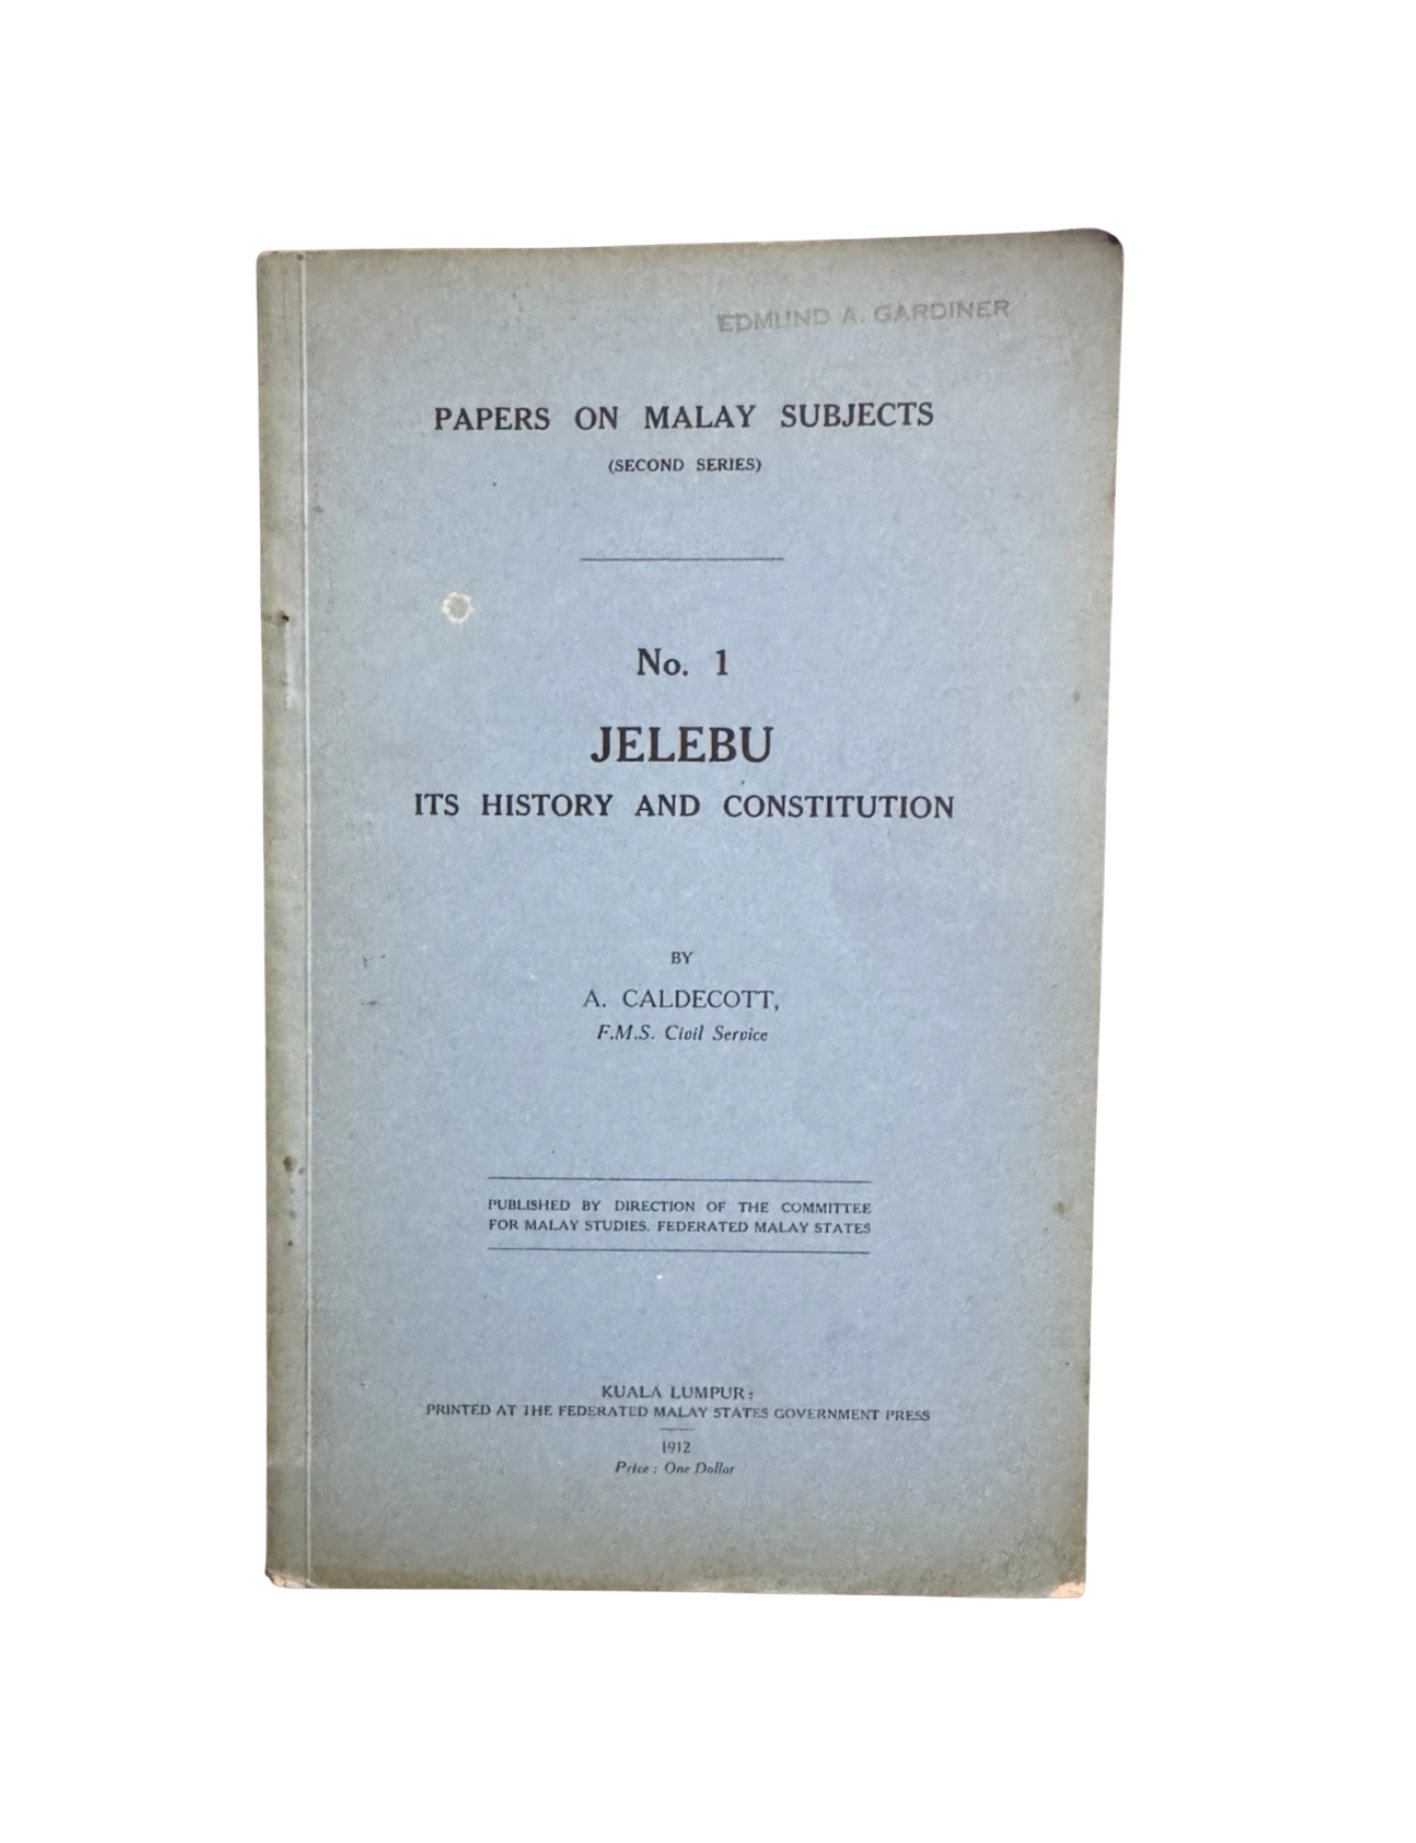 EDMUND A. GARDINER
PAPERS ON MALAY SUBJECTS
(SECOND SERIES)
No. 1
JELEBU
ITS HISTORY AND CONSTITUTION
BY
A. CALDECOTT,
F.M.S. Civil Service
PUBLISHED BY DIRECTION OF THE COMMITTEE
FOR MALAY STUDIES. FEDERATED MALAY STATES
KUALA LUMPUR:
PRINTED AT THE FEDERATED MALAY STATES GOVERNMENT PRESS
1912
Price : One Dollar